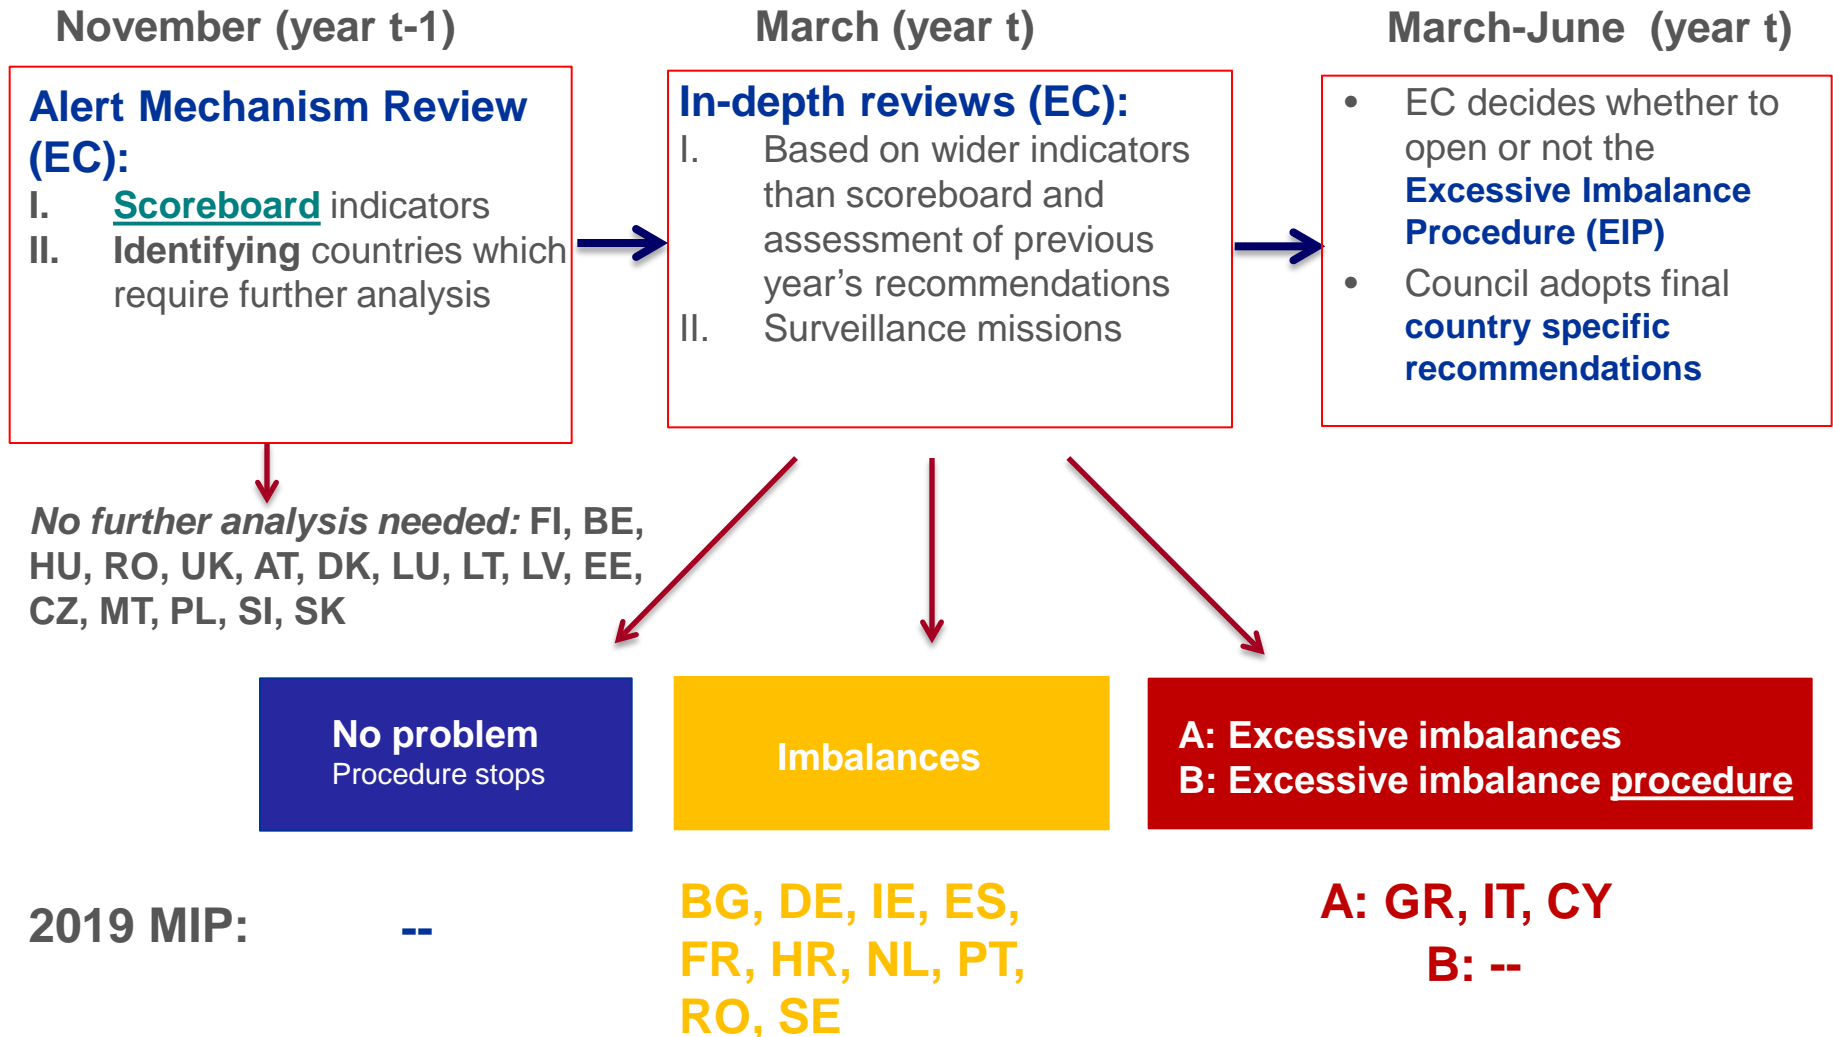 November (year t-1)
March (year t)
March-June (year t)
Alert Mechanism Review
(EC):
I. Scoreboard indicators
II. Identifying countries which
require further analysis
In-depth reviews (EC):
I. Based on wider indicators
than scoreboard and
assessment of previous
year’s recommendations
II. Surveillance missions
• EC decides whether to
open or not the
Excessive Imbalance
Procedure (EIP)
• Council adopts final
country specific
recommendations
No further analysis needed: FI, BE,
HU, RO, UK, AT, DK, LU, LT, LV, EE,
CZ, MT, PL, SI, SK
No problem
Procedure stops
Imbalances
A: Excessive imbalances
B: Excessive imbalance procedure
2019 MIP:
--
BG, DE, IE, ES,
FR, HR, NL, PT,
RO, SE
A: GR, IT, CY
B: --